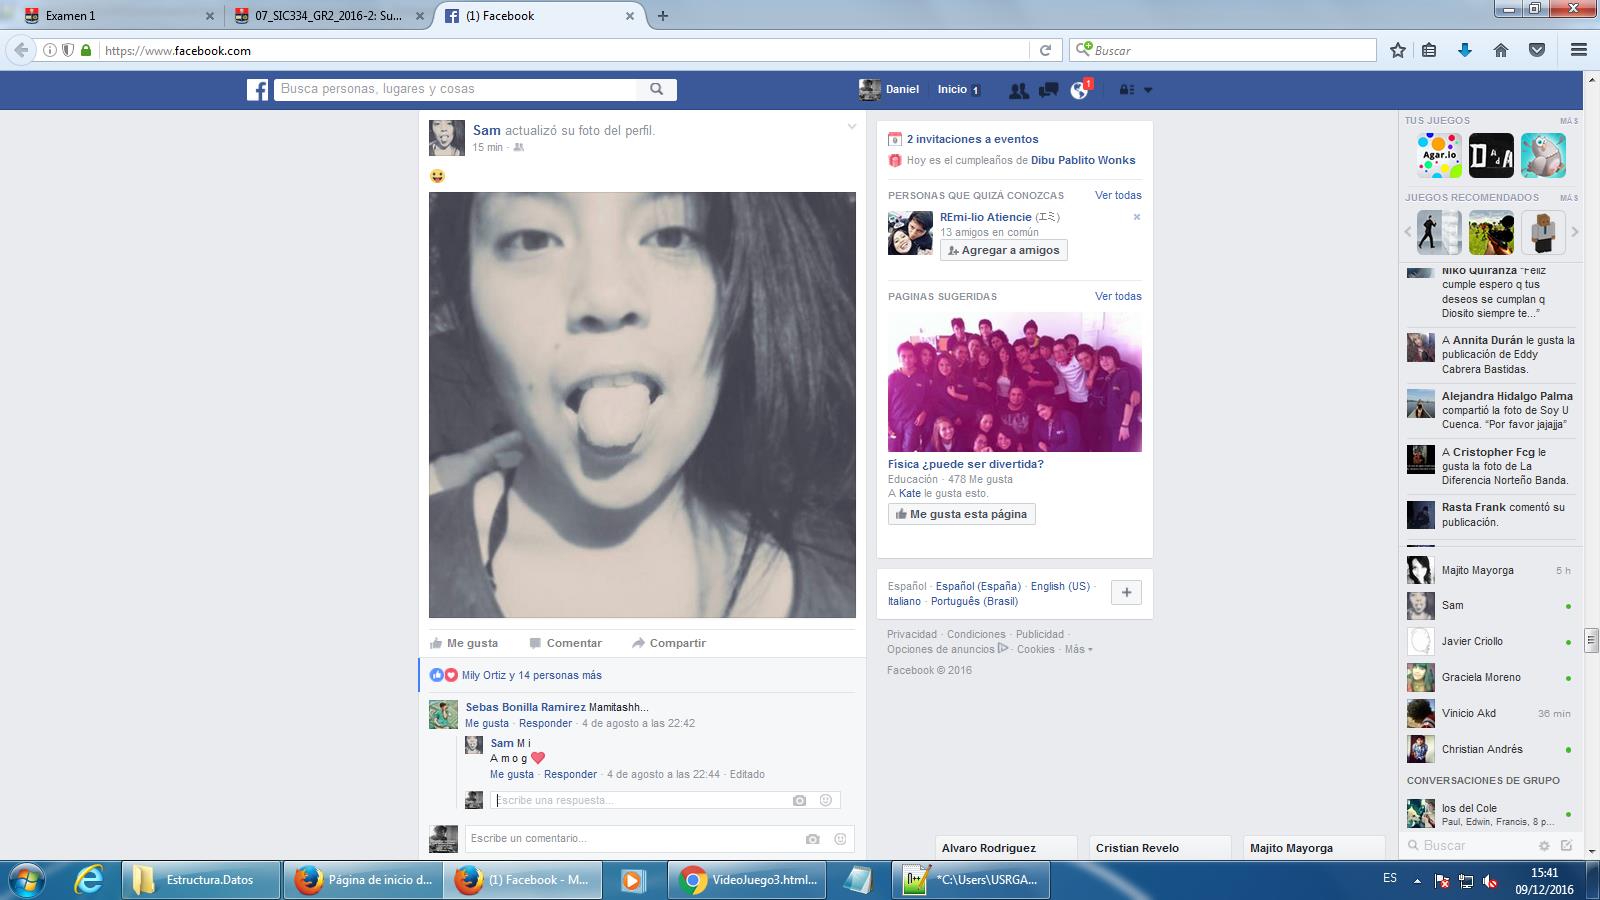 Examen 1
07_SIC334_GR2_2016-2: Su...
(1) Facebook
https://www.facebook.com
Buscar
Busca personas, lugares y cosas
Daniel
Inicio 1
1
Sam actualizó su foto del perfil.
15 min
Me gusta
Comentar
Compartir
Mily Ortiz y 14 personas más
Sebas Bonilla Ramirez Mamitashh...
Me gusta · Responder · 4 de agosto a las 22:42
Sam M i
A m o g
Me gusta · Responder · 4 de agosto a las 22:44 · Editado
Escribe una respuesta...
Escribe un comentario...
2 invitaciones a eventos
Hoy es el cumpleaños de Dibu Pablito Wonks
PERSONAS QUE QUIZÁ CONOZCAS
Ver todas
REmi-lio Atiencie (エミ)
13 amigos en común
Agregar a amigos
PAGINAS SUGERIDAS
Ver todas
Física ¿puede ser divertida?
Educación · 478 Me gusta
A Kate le gusta esto.
Me gusta esta página
Español · Español (España) · English (US) ·
Italiano · Português (Brasil)
Privacidad · Condiciones · Publicidad ·
Opciones de anuncios · Cookies · Más
Facebook © 2016
TUS JUEGOS
MÁS
Agar.io
JUEGOS RECOMENDADOS
MÁS
Niko Quiranza "Feliz
cumple espero q tus
deseos se cumplan q
Diosito siempre te..."
A Annita Durán le gusta la
publicación de Eddy
Cabrera Bastidas.
Alejandra Hidalgo Palma
compartió la foto de Soy U
Cuenca. "Por favor jajajja"
A Cristopher Fcg le
gusta la foto de La
Diferencia Norteño Banda.
Rasta Frank comentó su
publicación.
Majito Mayorga
5 h
Sam
Javier Criollo
Graciela Moreno
Vinicio Akd
36 min
Christian Andrés
CONVERSACIONES DE GRUPO
los del Cole
Paul, Edwin, Francis, 8 p...
Buscar
Alvaro Rodriguez
Cristian Revelo
Majito Mayorga
Estructura.Datos
Página de inicio d...
(1) Facebook - M...
VideoJuego3.html...
*C:\Users\USRGA...
ES
15:41
09/12/2016